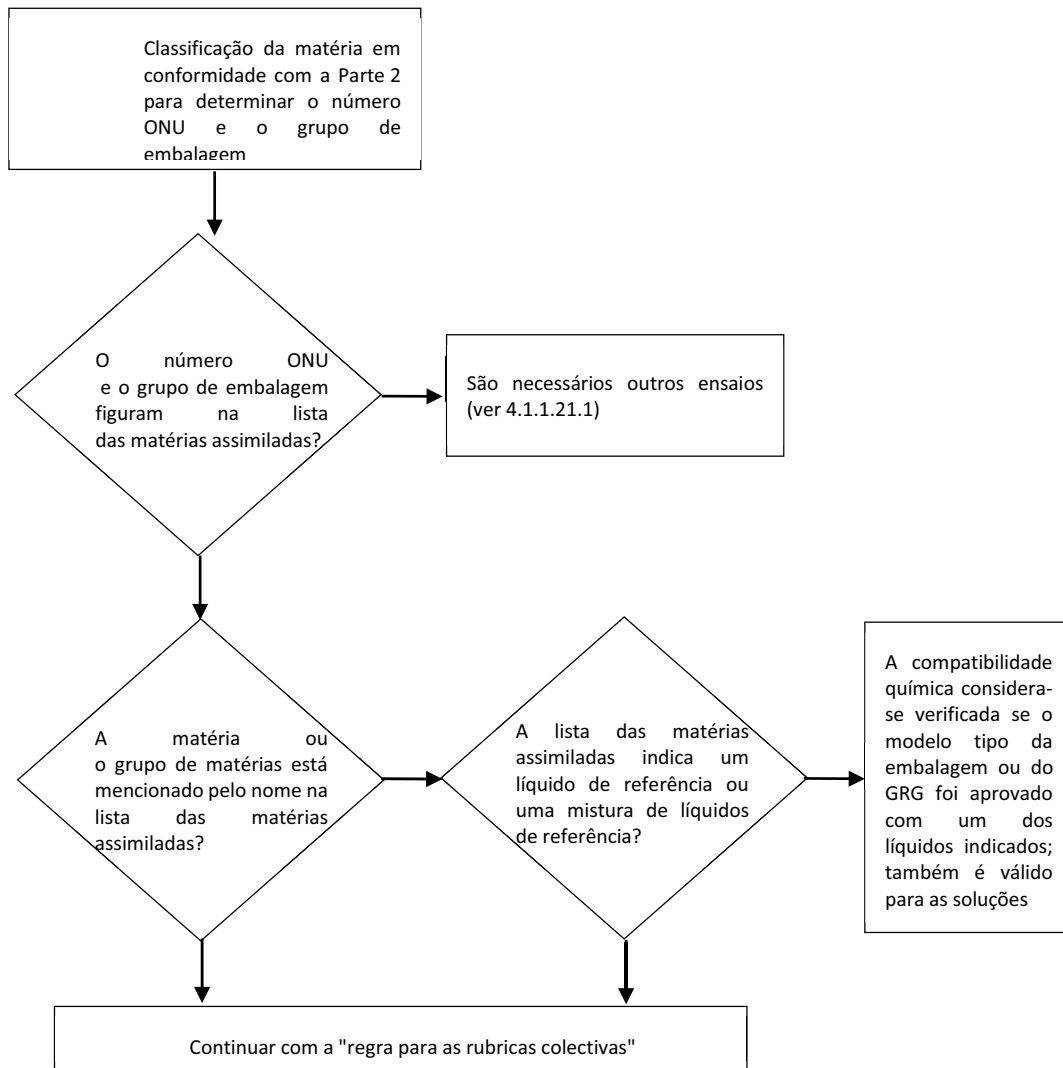 Classificação da matéria em
conformidade com a Parte 2
para determinar o número
ONU e o grupo de
embalagem
O número ONU
e o grupo de embalagem
figuram na lista
das matérias assimiladas?
São necessários outros ensaios
(ver 4.1.1.21.1)
A matéria ou
o grupo de matérias está
mencionado pelo nome na
lista das matérias
assimiladas?
A lista das matérias
assimiladas indica um
líquido de referência ou
uma mistura de líquidos
de referência?
A compatibilidade
química considera-
se verificada se o
modelo tipo da
embalagem ou do
GRG foi aprovado
com um dos
líquidos indicados;
também é válido
para as soluções
Continuar com a "regra para as rubricas colectivas"